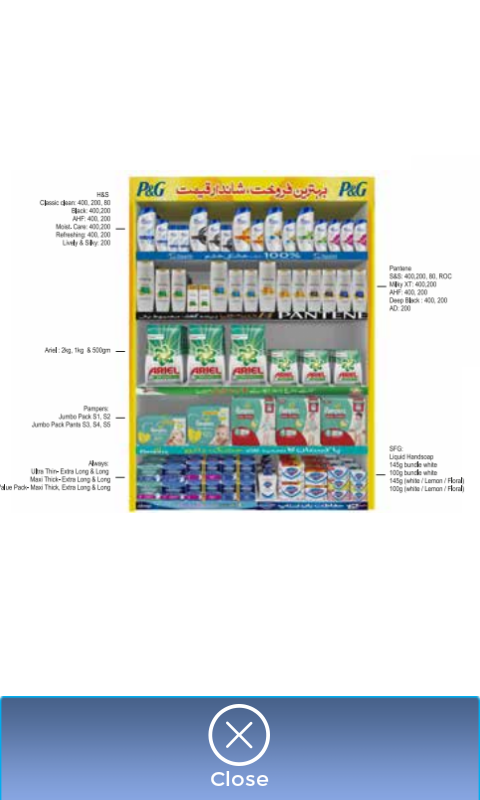 P&G بہترین فروخت، شاندار قیمت P&G
H&S
Classic clean: 400, 200, 80
Black: 400,200
AHF: 400, 200
Moist. Care: 400,200
Refreshing: 400, 200
Lively & Silky: 200
100%
Pantene
S&S: 400,200, 80, ROC
Milky XT: 400,200
AHF: 400, 200
Deep Black : 400, 200
AD: 200
PANTENE
Ariel : 2kg, 1kg & 500gm
ARIEL ARIEL ARIEL ARIEL ARIEL ARIEL
Pampers:
Jumbo Pack S1, S2
Jumbo Pack Pants S3, S4, S5
Always:
Ultra Thin- Extra Long & Long
Maxi Thick- Extra Long & Long
Value Pack- Maxi Thick, Extra Long & Long
SFG:
Liquid Handsoap
145g bundle white
100g bundle white
145g (white / Lemon / Floral)
100g (white / Lemon / Floral)
Close